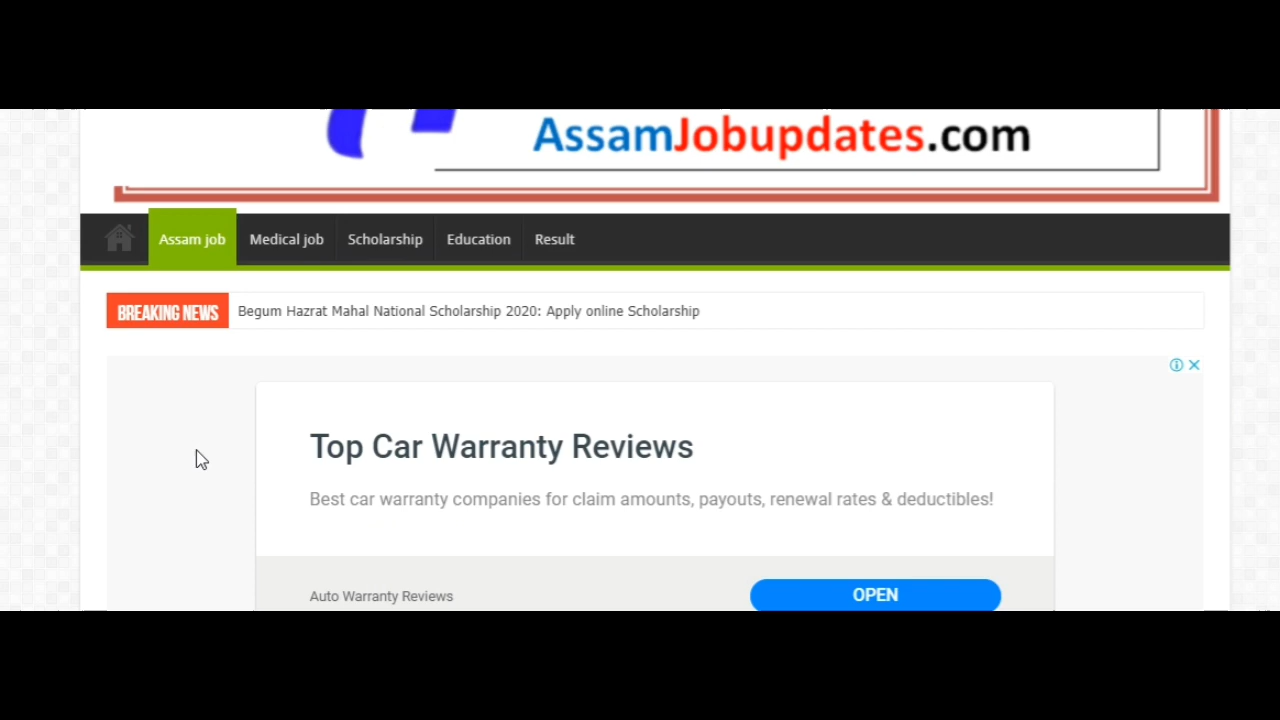 AssamJobupdates.com
Assam job Medical job Scholarship Education Result
BREAKING NEWS Begum Hazrat Mahal National Scholarship 2020: Apply online Scholarship
Top Car Warranty Reviews
Best car warranty companies for claim amounts, payouts, renewal rates & deductibles!
Auto Warranty Reviews OPEN